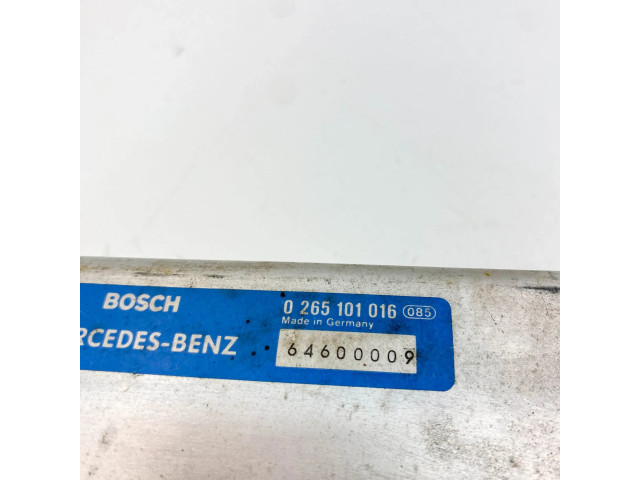 BOSCH 0 265 101 016 085
Made in Germany
RCEDES-BENZ 64600009